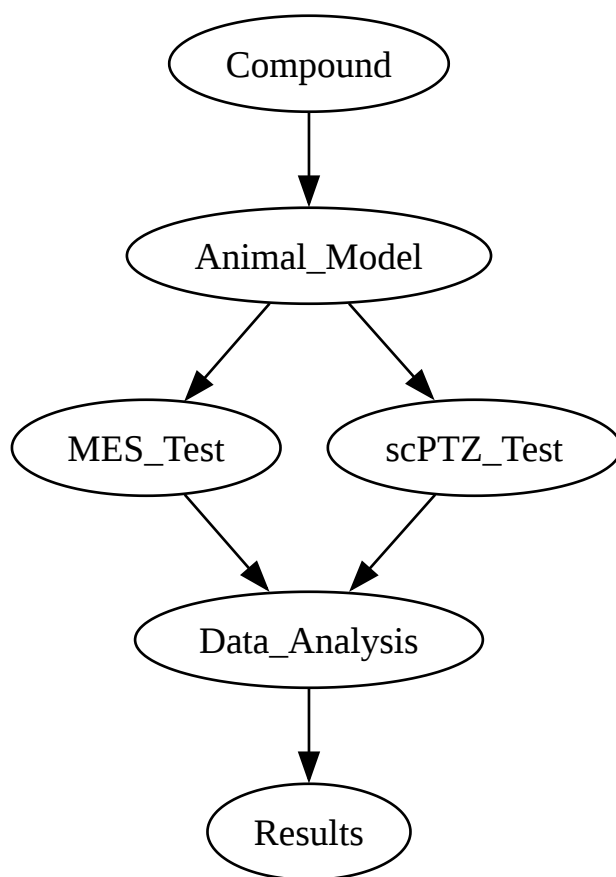 Compound
Animal_Model
MES_Test
scPTZ_Test
Data_Analysis
Results